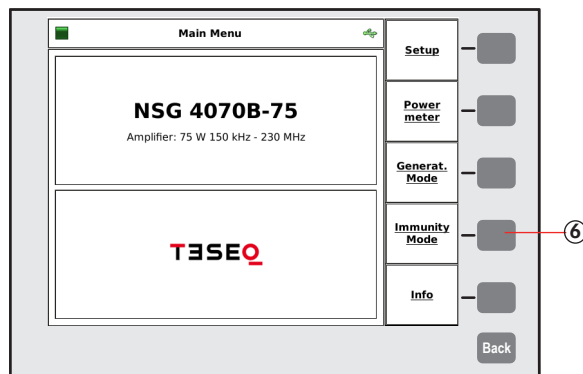 Main Menu
NSG 4070B-75
Amplifier: 75 W 150 kHz - 230 MHz
TESEQ
Setup
Power
meter
Generat.
Mode
Immunity
Mode
Info
Back
6